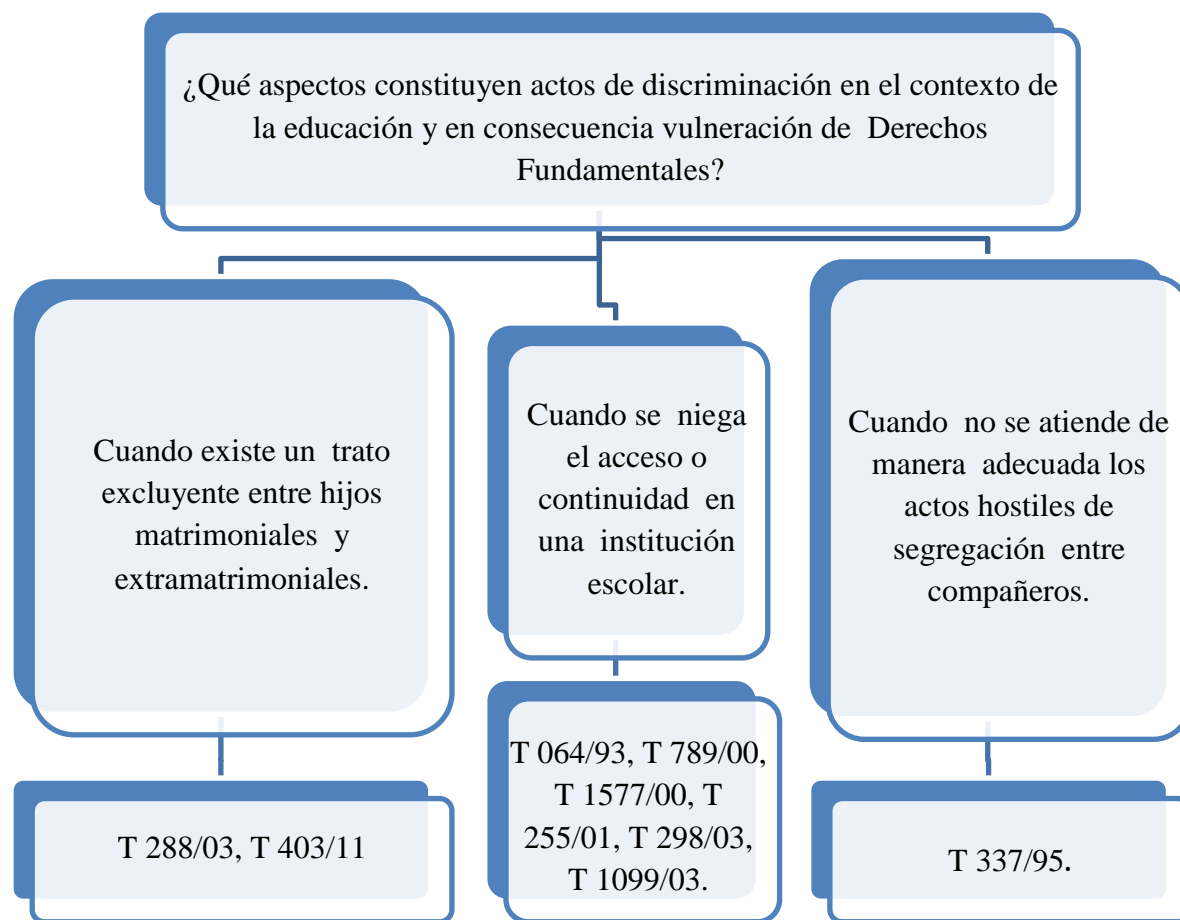 ¿Qué aspectos constituyen actos de discriminación en el contexto de
la educación y en consecuencia vulneración de Derechos
Fundamentales?
Cuando existe un trato
excluyente entre hijos
matrimoniales y
extramatrimoniales.
Cuando se niega
el acceso o
continuidad en
una institución
escolar.
Cuando no se atiende de
manera adecuada los
actos hostiles de
segregación entre
compañeros.
T 288/03, T 403/11
T 064/93, T 789/00,
T 1577/00, T
255/01, T 298/03,
T 1099/03.
T 337/95.